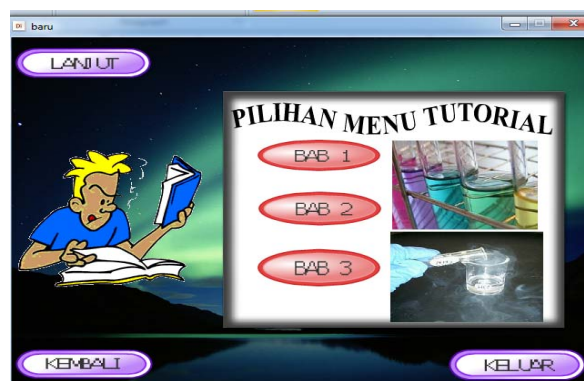 baru
LANJUT
PILIHAN MENU TUTORIAL
BAB 1
BAB 2
BAB 3
KEMBALI
KELUAR